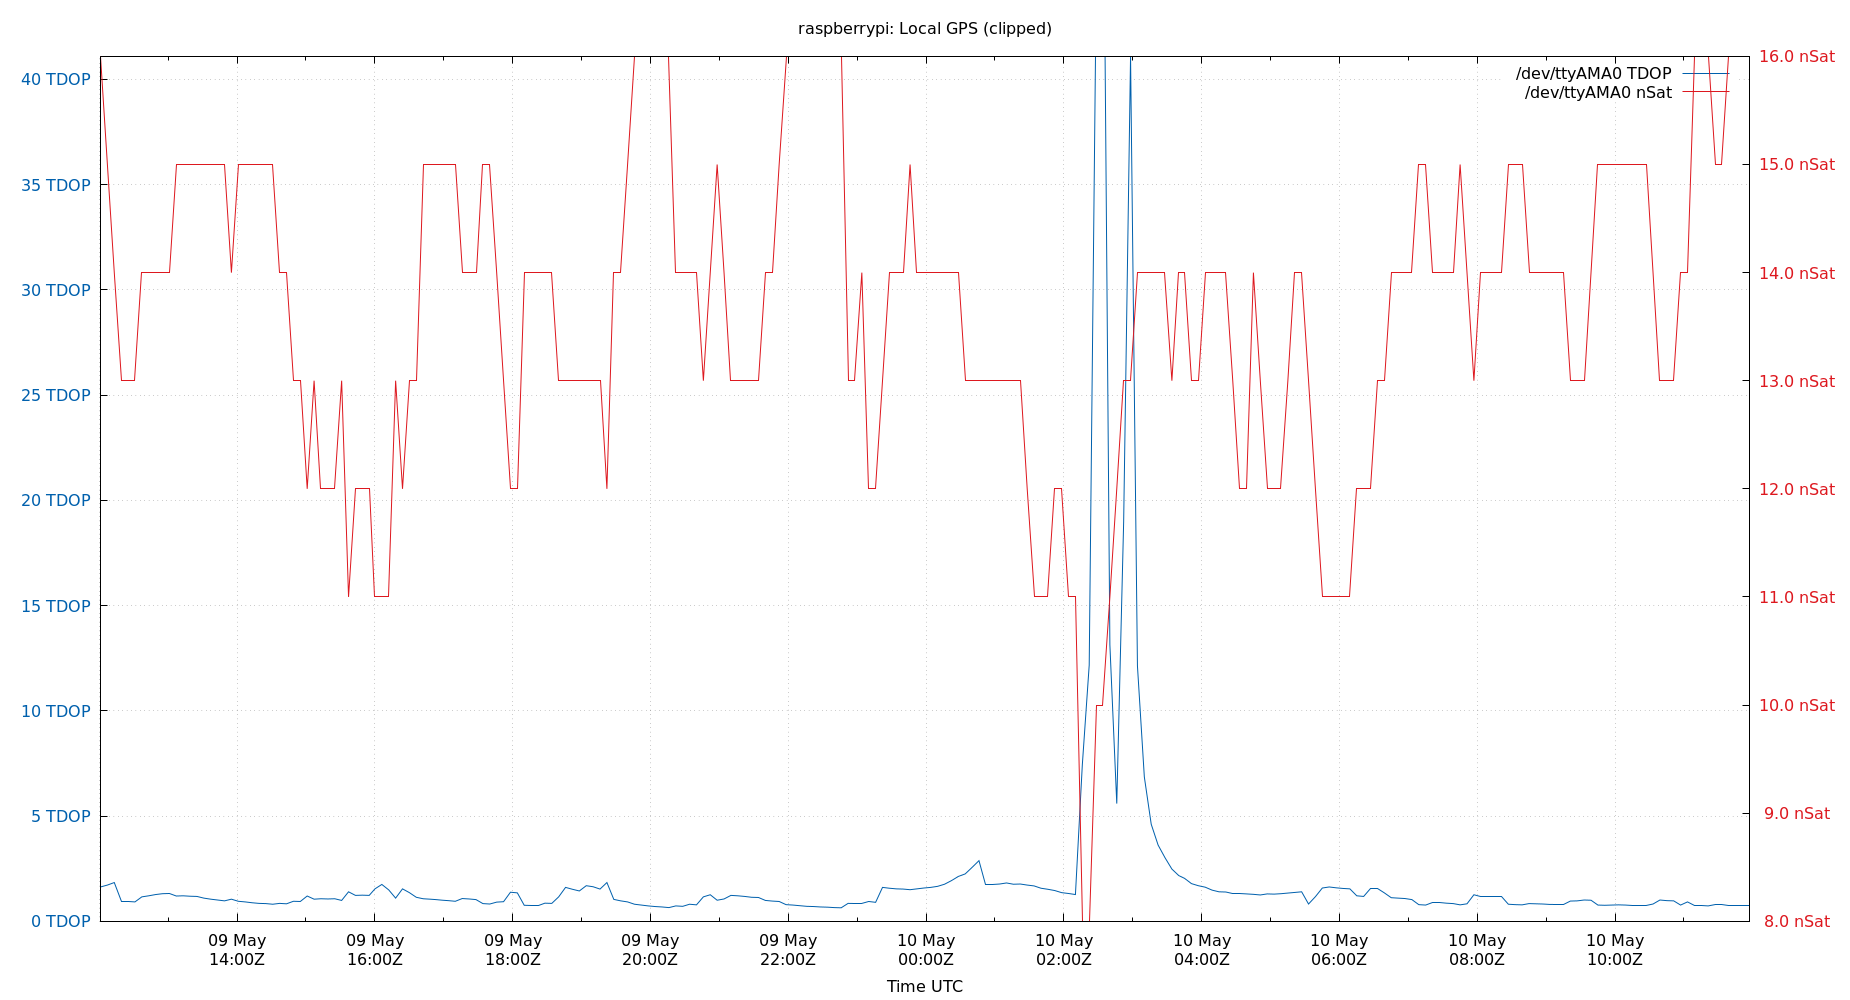 raspberrypi: Local GPS (clipped)
40 TDOP
35 TDOP
30 TDOP
25 TDOP
20 TDOP
15 TDOP
10 TDOP
5 TDOP
0 TDOP
16.0 nSat
15.0 nSat
14.0 nSat
13.0 nSat
12.0 nSat
11.0 nSat
10.0 nSat
9.0 nSat
8.0 nSat
/dev/ttyAMA0 TDOP
/dev/ttyAMA0 nSat
09 May
14:00Z
09 May
16:00Z
09 May
18:00Z
09 May
20:00Z
09 May
22:00Z
10 May
00:00Z
10 May
02:00Z
10 May
04:00Z
10 May
06:00Z
10 May
08:00Z
10 May
10:00Z
Time UTC